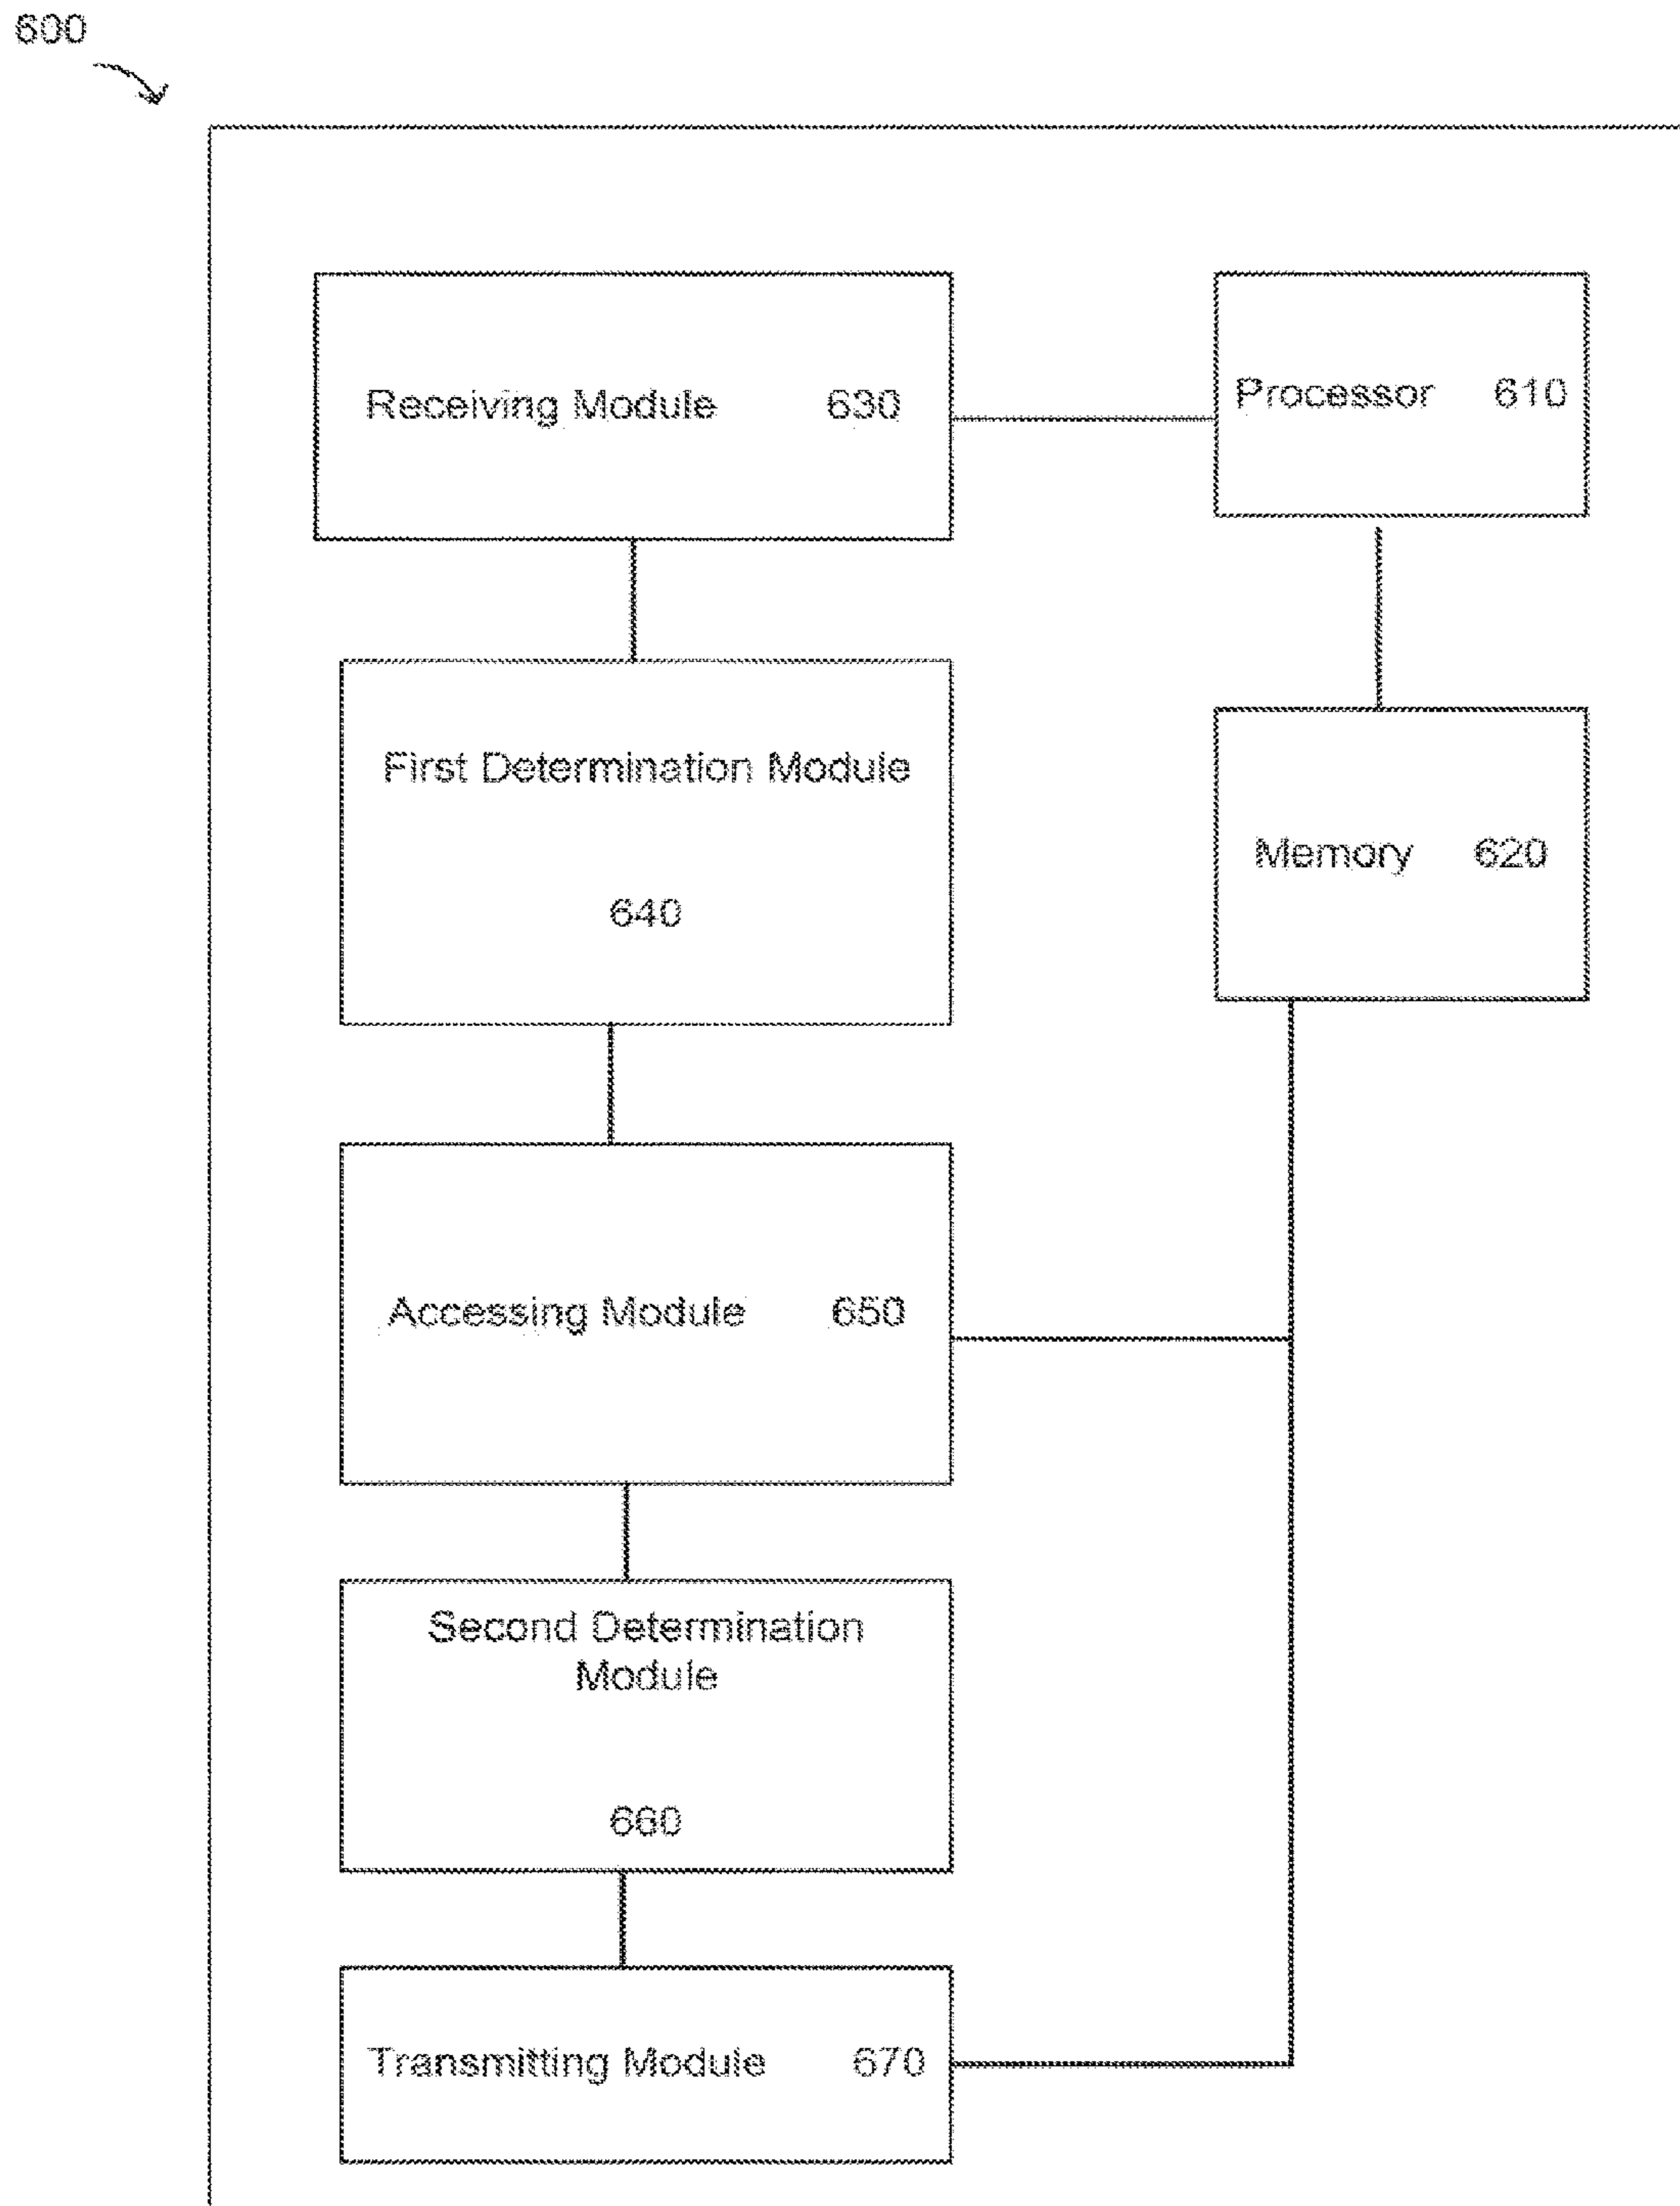 600
Receiving Module 630
Processor 610
First Determination Module
640
Memory 620
Accessing Module 650
Second Determination
Module
660
Transmitting Module 670